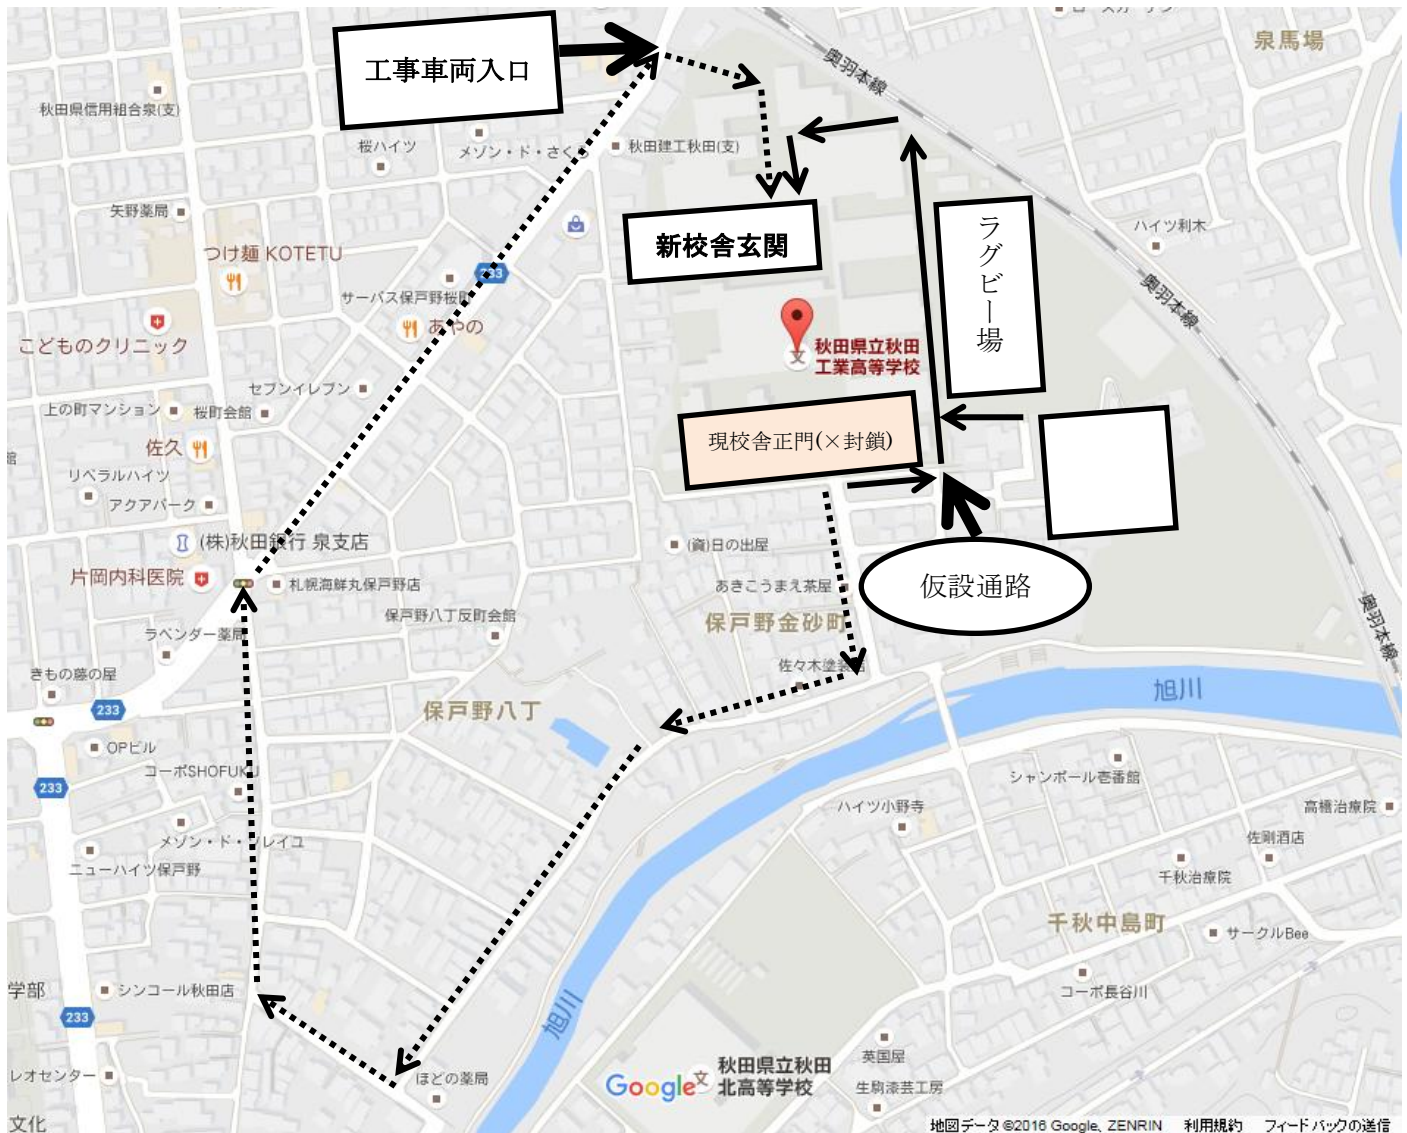 工事車両入口
ローズガーデン
泉馬場
奥羽本線
秋田県信用組合泉(支)
桜ハイツ
メゾン・ド・さくら
秋田建工秋田(支)
矢野薬局
ハイツ利木
新校舎玄関
ラグビー場
つけ麺 KOTETU
233
サーパス保戸野桜町
あやの
奥羽本線
こどものクリニック
秋田県立秋田
工業高等学校
セブンイレブン
上の町マンション
桜町会館
現校舎正門(×封鎖)
佐久
館
リベラルハイツ
アクアパーク
(株)秋田銀行 泉支店
(資)日の出屋
片岡内科医院
札幌海鮮丸保戸野店
あきこうまえ茶屋
仮設通路
保戸野八丁反町会館
保戸野金砂町
ラベンダー薬局
奥羽本線
きもの藤の屋
佐々木塗装店
旭川
233
保戸野八丁
OPビル
コーポSHOFUKU
シャンボール壱番館
233
ハイツ小野寺
高橋治療院
メゾン・ド・ソレイユ
佐剛酒店
ニューハイツ保戸野
千秋治療院
千秋中島町
サークルBee
学部
シンコール秋田店
コーポ長谷川
233
旭川
英国屋
レオセンター
ほどの薬局
Google
秋田県立秋田
北高等学校
生駒漆芸工房
文化
地図データ ©2016 Google, ZENRIN 利用規約 フィードバックの送信